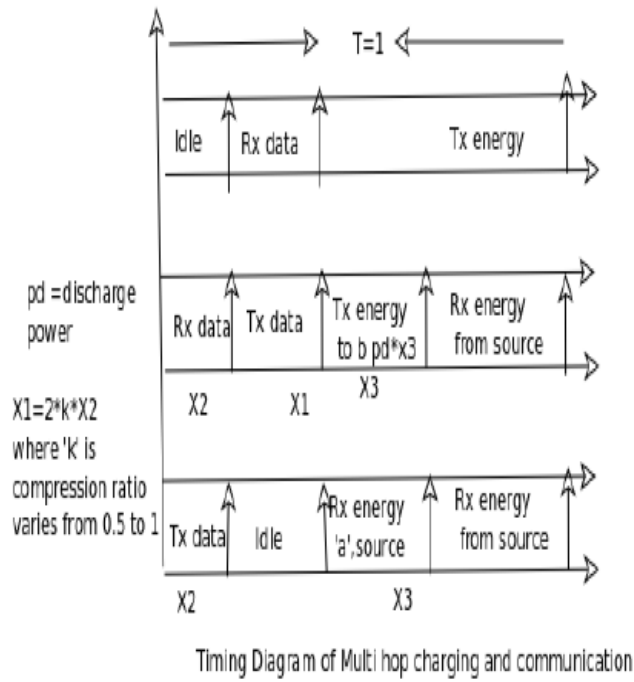 T=1
Idle
Rx data
Tx energy
pd =discharge
power
Rx data
Tx data
Tx energy
to b pd*x3
Rx energy
from source
X2
X1
X3
X1=2*k*X2
where 'k' is
compression ratio
varies from 0.5 to 1
Tx data
Idle
Rx energy
'a',source
Rx energy
from source
X2
X3
Timing Diagram of Multi hop charging and communication